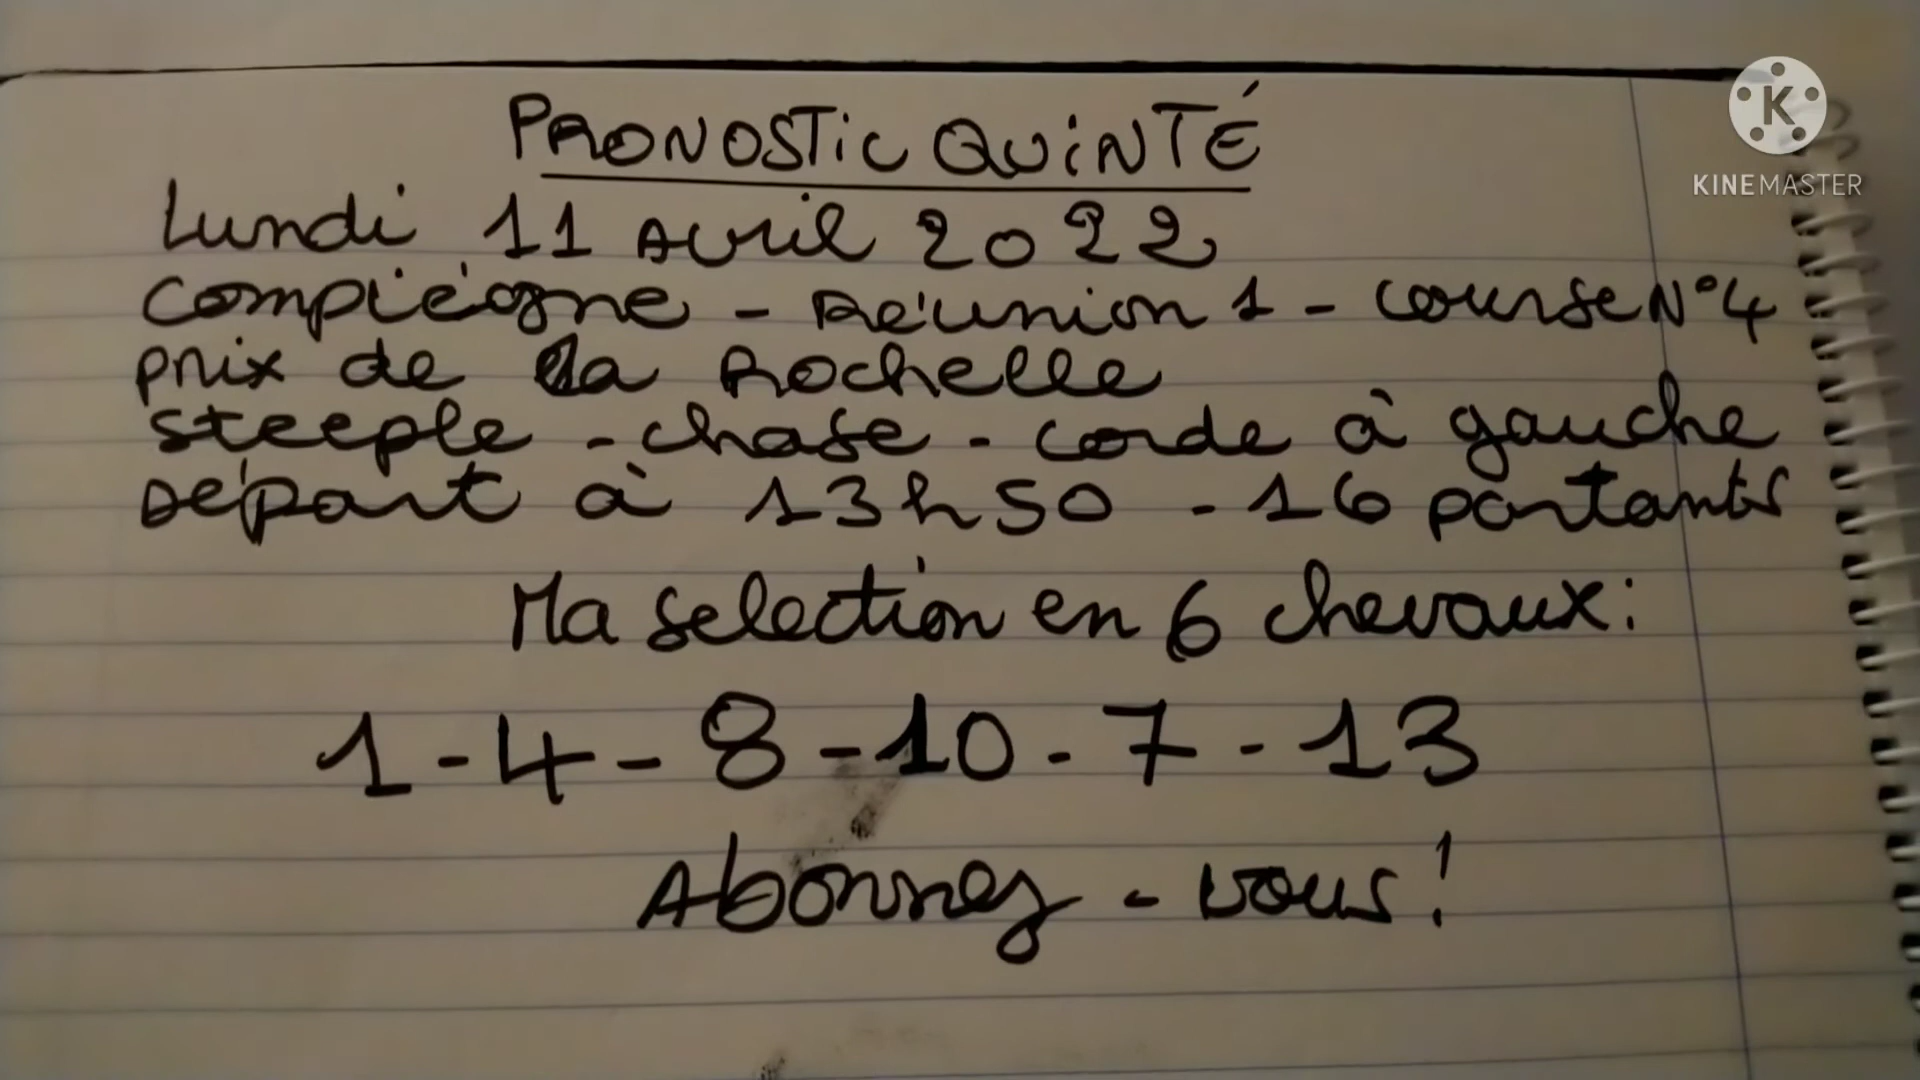 PRONOSTIC QUINTÉ
Lundi 11 Avril 2022
Compiégne - Réunion 1 - course N°4
prix de La Rochelle
steeple - chase - corde à gauche
Départ à 13h50 - 16 partants
Ma selection en 6 chevaux :
1 - 4 - 8 - 10 - 7 - 13
Abonnez - vous !
K
KINEMASTER